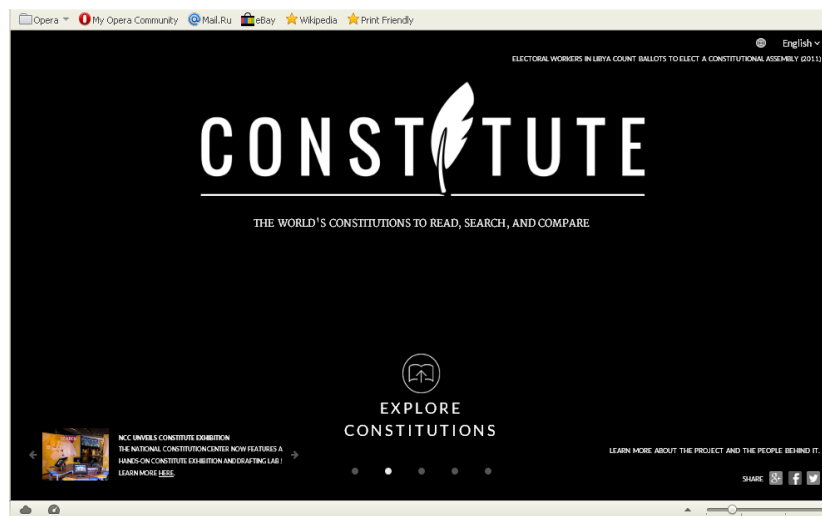 Opera My Opera Community Mail.Ru eBay Wikipedia Print Friendly
English
ELECTORAL WORKERS IN LIBYA COUNT BALLOTS TO ELECT A CONSTITUTIONAL ASSEMBLY (2011)
CONSTITUTE
THE WORLD'S CONSTITUTIONS TO READ, SEARCH, AND COMPARE
EXPLORE
CONSTITUTIONS
NCC UNVEILS CONSTITUTE EXHIBITION
THE NATIONAL CONSTITUTION CENTER NOW FEATURES A
HANDS-ON CONSTITUTE EXHIBITION AND DRAFTING LAB !
LEARN MORE HERE.
LEARN MORE ABOUT THE PROJECT AND THE PEOPLE BEHIND IT.
SHARE